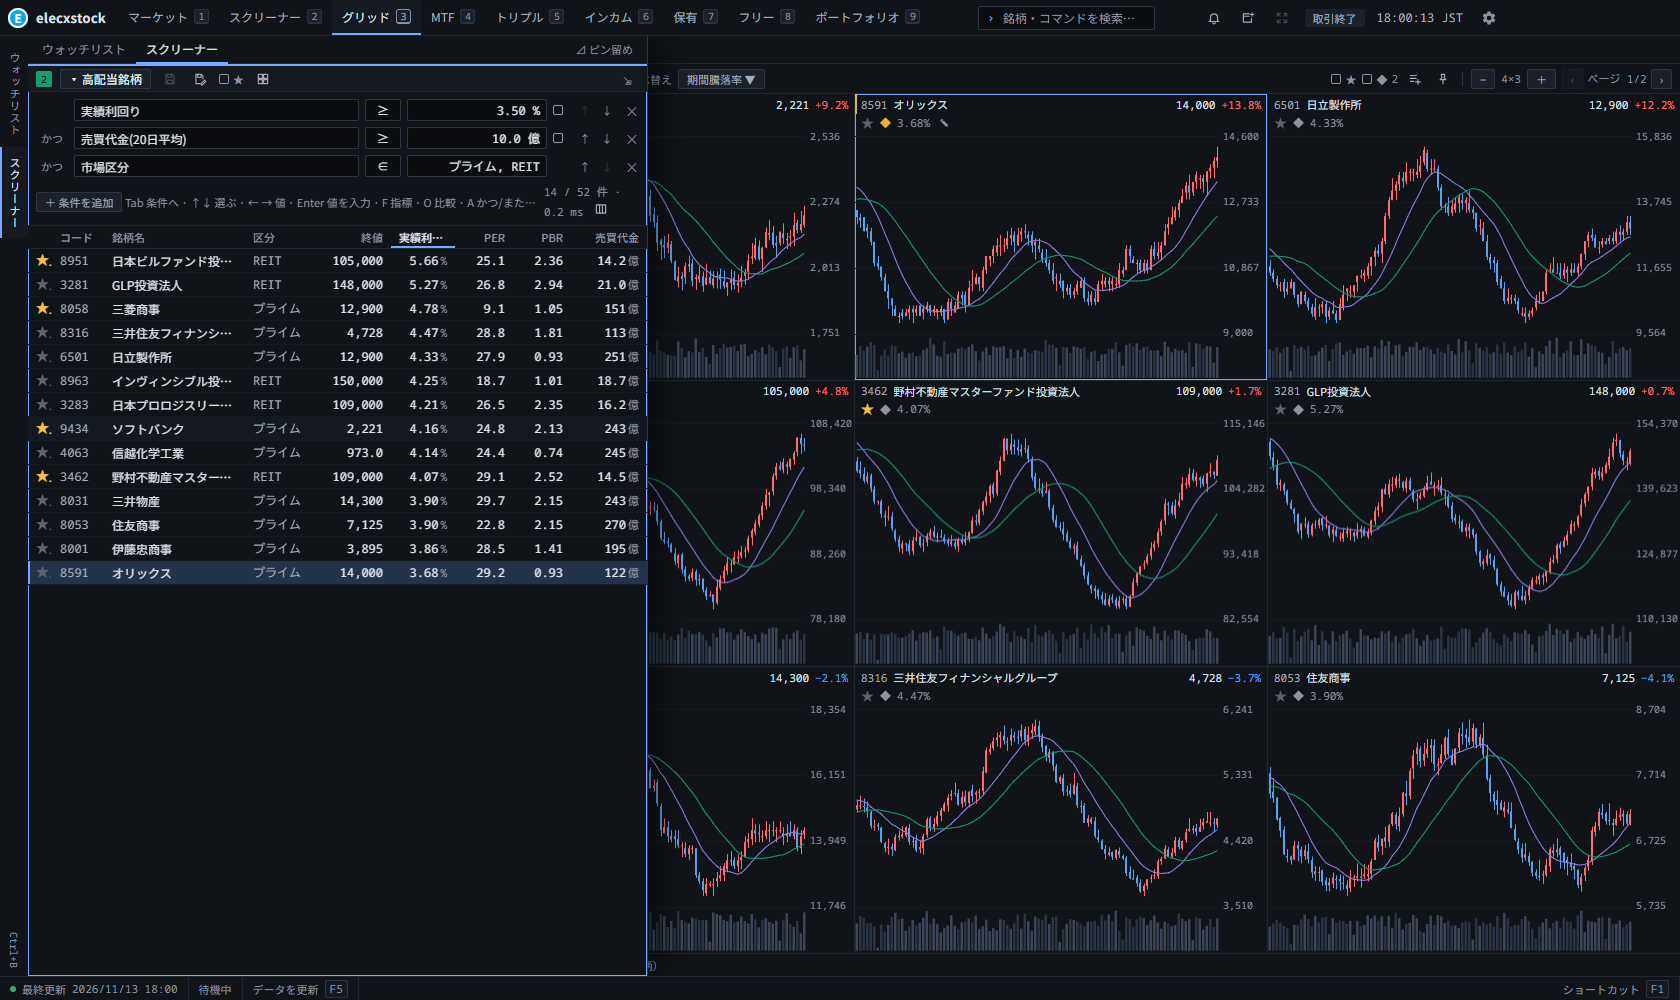 elecxstock マーケット 1 スクリーナー 2 グリッド 3 MTF 4 トリプル 5 インカム 6 保有 7 フリー 8 ポートフォリオ 9 › 銘柄・コマンドを検索… 取引終了 18:00:13 JST
ウォッチリスト スクリーナー ピン留め
2 高配当銘柄
替え 期間騰落率▼ ★ ◆ 2 − 4×3 + ‹ ページ 1/2 ›
ウォッチリスト
スクリーナー
Ctrl+B
実績利回り ≥ 3.50 % ↑ ↓ ×
かつ 売買代金(20日平均) ≥ 10.0 億 ↑ ↓ ×
かつ 市場区分 ∈ プライム, REIT ↑ ↓ ×
+ 条件を追加 Tab 条件へ・↑↓ 選ぶ・←→ 値・Enter 値を入力・F 指標・O 比較・A かつ/また… 14 / 52 件 ·
0.2 ms
コード 銘柄名 区分 終値 実績利… PER PBR 売買代金
8951 日本ビルファンド投… REIT 105,000 5.66% 25.1 2.36 14.2億
3281 GLP投資法人 REIT 148,000 5.27% 26.8 2.94 21.0億
8058 三菱商事 プライム 12,900 4.78% 9.1 1.05 151億
8316 三井住友フィナンシ… プライム 4,728 4.47% 28.8 1.81 113億
6501 日立製作所 プライム 12,900 4.33% 27.9 0.93 251億
8963 インヴィンシブル投… REIT 150,000 4.25% 18.7 1.01 18.7億
3283 日本プロロジスリー… REIT 109,000 4.21% 26.5 2.35 16.2億
9434 ソフトバンク プライム 2,221 4.16% 24.8 2.13 243億
4063 信越化学工業 プライム 973.0 4.14% 24.4 0.74 245億
3462 野村不動産マスター… REIT 109,000 4.07% 29.1 2.52 14.5億
8031 三井物産 プライム 14,300 3.90% 29.7 2.15 243億
8053 住友商事 プライム 7,125 3.90% 22.8 2.15 270億
8001 伊藤忠商事 プライム 3,895 3.86% 28.5 1.41 195億
8591 オリックス プライム 14,000 3.68% 29.2 0.93 122億
2,221 +9.2%
2,536
2,274
2,013
1,751
8591 オリックス 14,000 +13.8%
★ ◆ 3.68%
14,600
12,733
10,867
9,000
6501 日立製作所 12,900 +12.2%
★ ◆ 4.33%
15,836
13,745
11,655
9,564
105,000 +4.8%
108,420
98,340
88,260
78,180
3462 野村不動産マスターファンド投資法人 109,000 +1.7%
★ ◆ 4.07%
115,146
104,282
93,418
82,554
3281 GLP投資法人 148,000 +0.7%
★ ◆ 5.27%
154,370
139,623
124,877
110,130
14,300 −2.1%
18,354
16,151
13,949
11,746
8316 三井住友フィナンシャルグループ 4,728 −3.7%
★ ◆ 4.47%
6,241
5,331
4,420
3,510
8053 住友商事 7,125 −4.1%
★ ◆ 3.90%
8,704
7,714
6,725
5,735
最終更新 2026/11/13 18:00 待機中 データを更新 F5 ショートカット F1